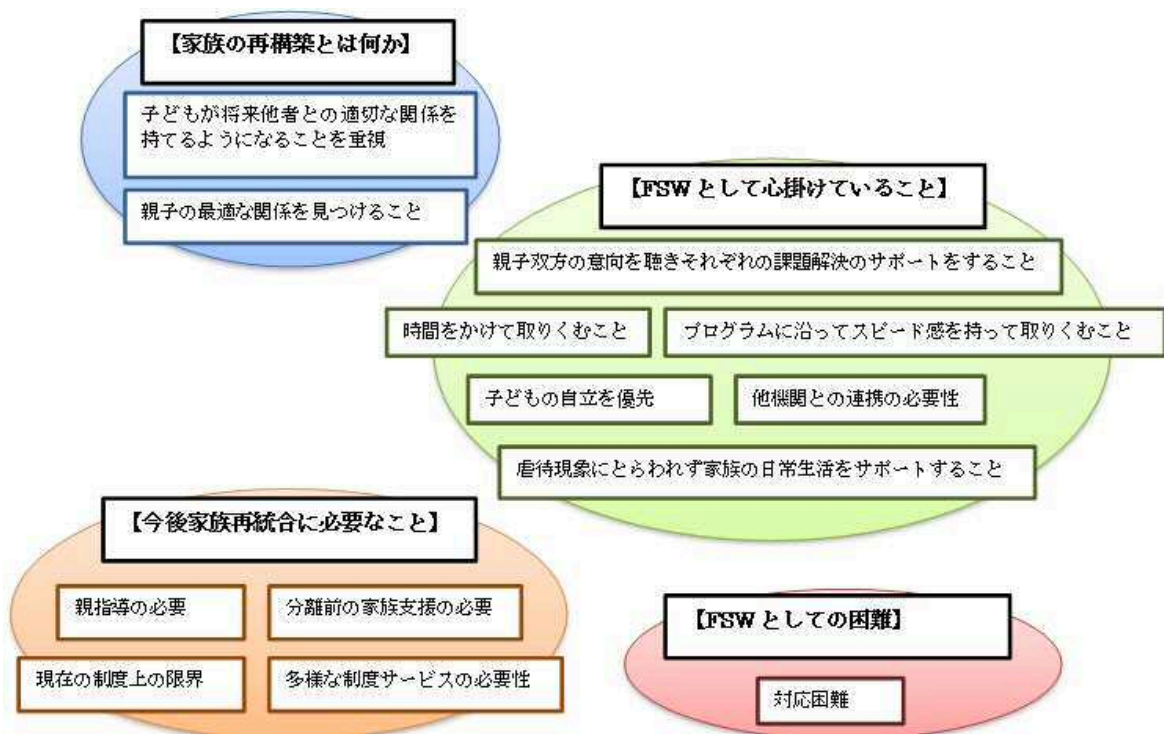 【家族の再構築とは何か】
子どもが将来他者との適切な関係を
持てるようになることを重視
親子の最適な関係を見つけること
【FSWとして心掛けていること】
親子双方の意向を聴きそれぞれの課題解決のサポートをすること
時間をかけて取りくむこと
プログラムに沿ってスピード感を持って取りくむこと
子どもの自立を優先
他機関との連携の必要性
虐待現象にとらわれず家族の日常生活をサポートすること
【今後家族再統合に必要なこと】
親指導の必要
分離前の家族支援の必要
現在の制度上の限界
多様な制度サービスの必要性
【FSWとしての困難】
対応困難